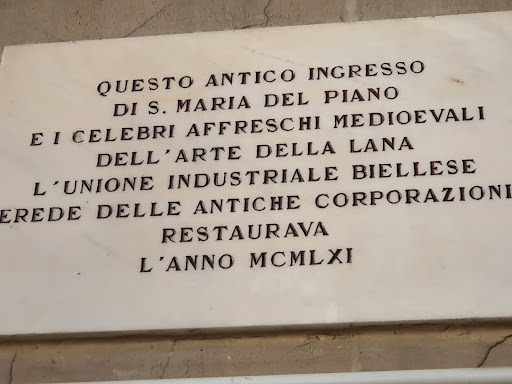 QUESTO ANTICO INGRESSO
DI S. MARIA DEL PIANO
E I CELEBRI AFFRESCHI MEDIOEVALI
DELL'ARTE DELLA LANA
L'UNIONE INDUSTRIALE BIELLESE
EREDE DELLE ANTICHE CORPORAZIONI
RESTAURAVA
L'ANNO MCMLXI